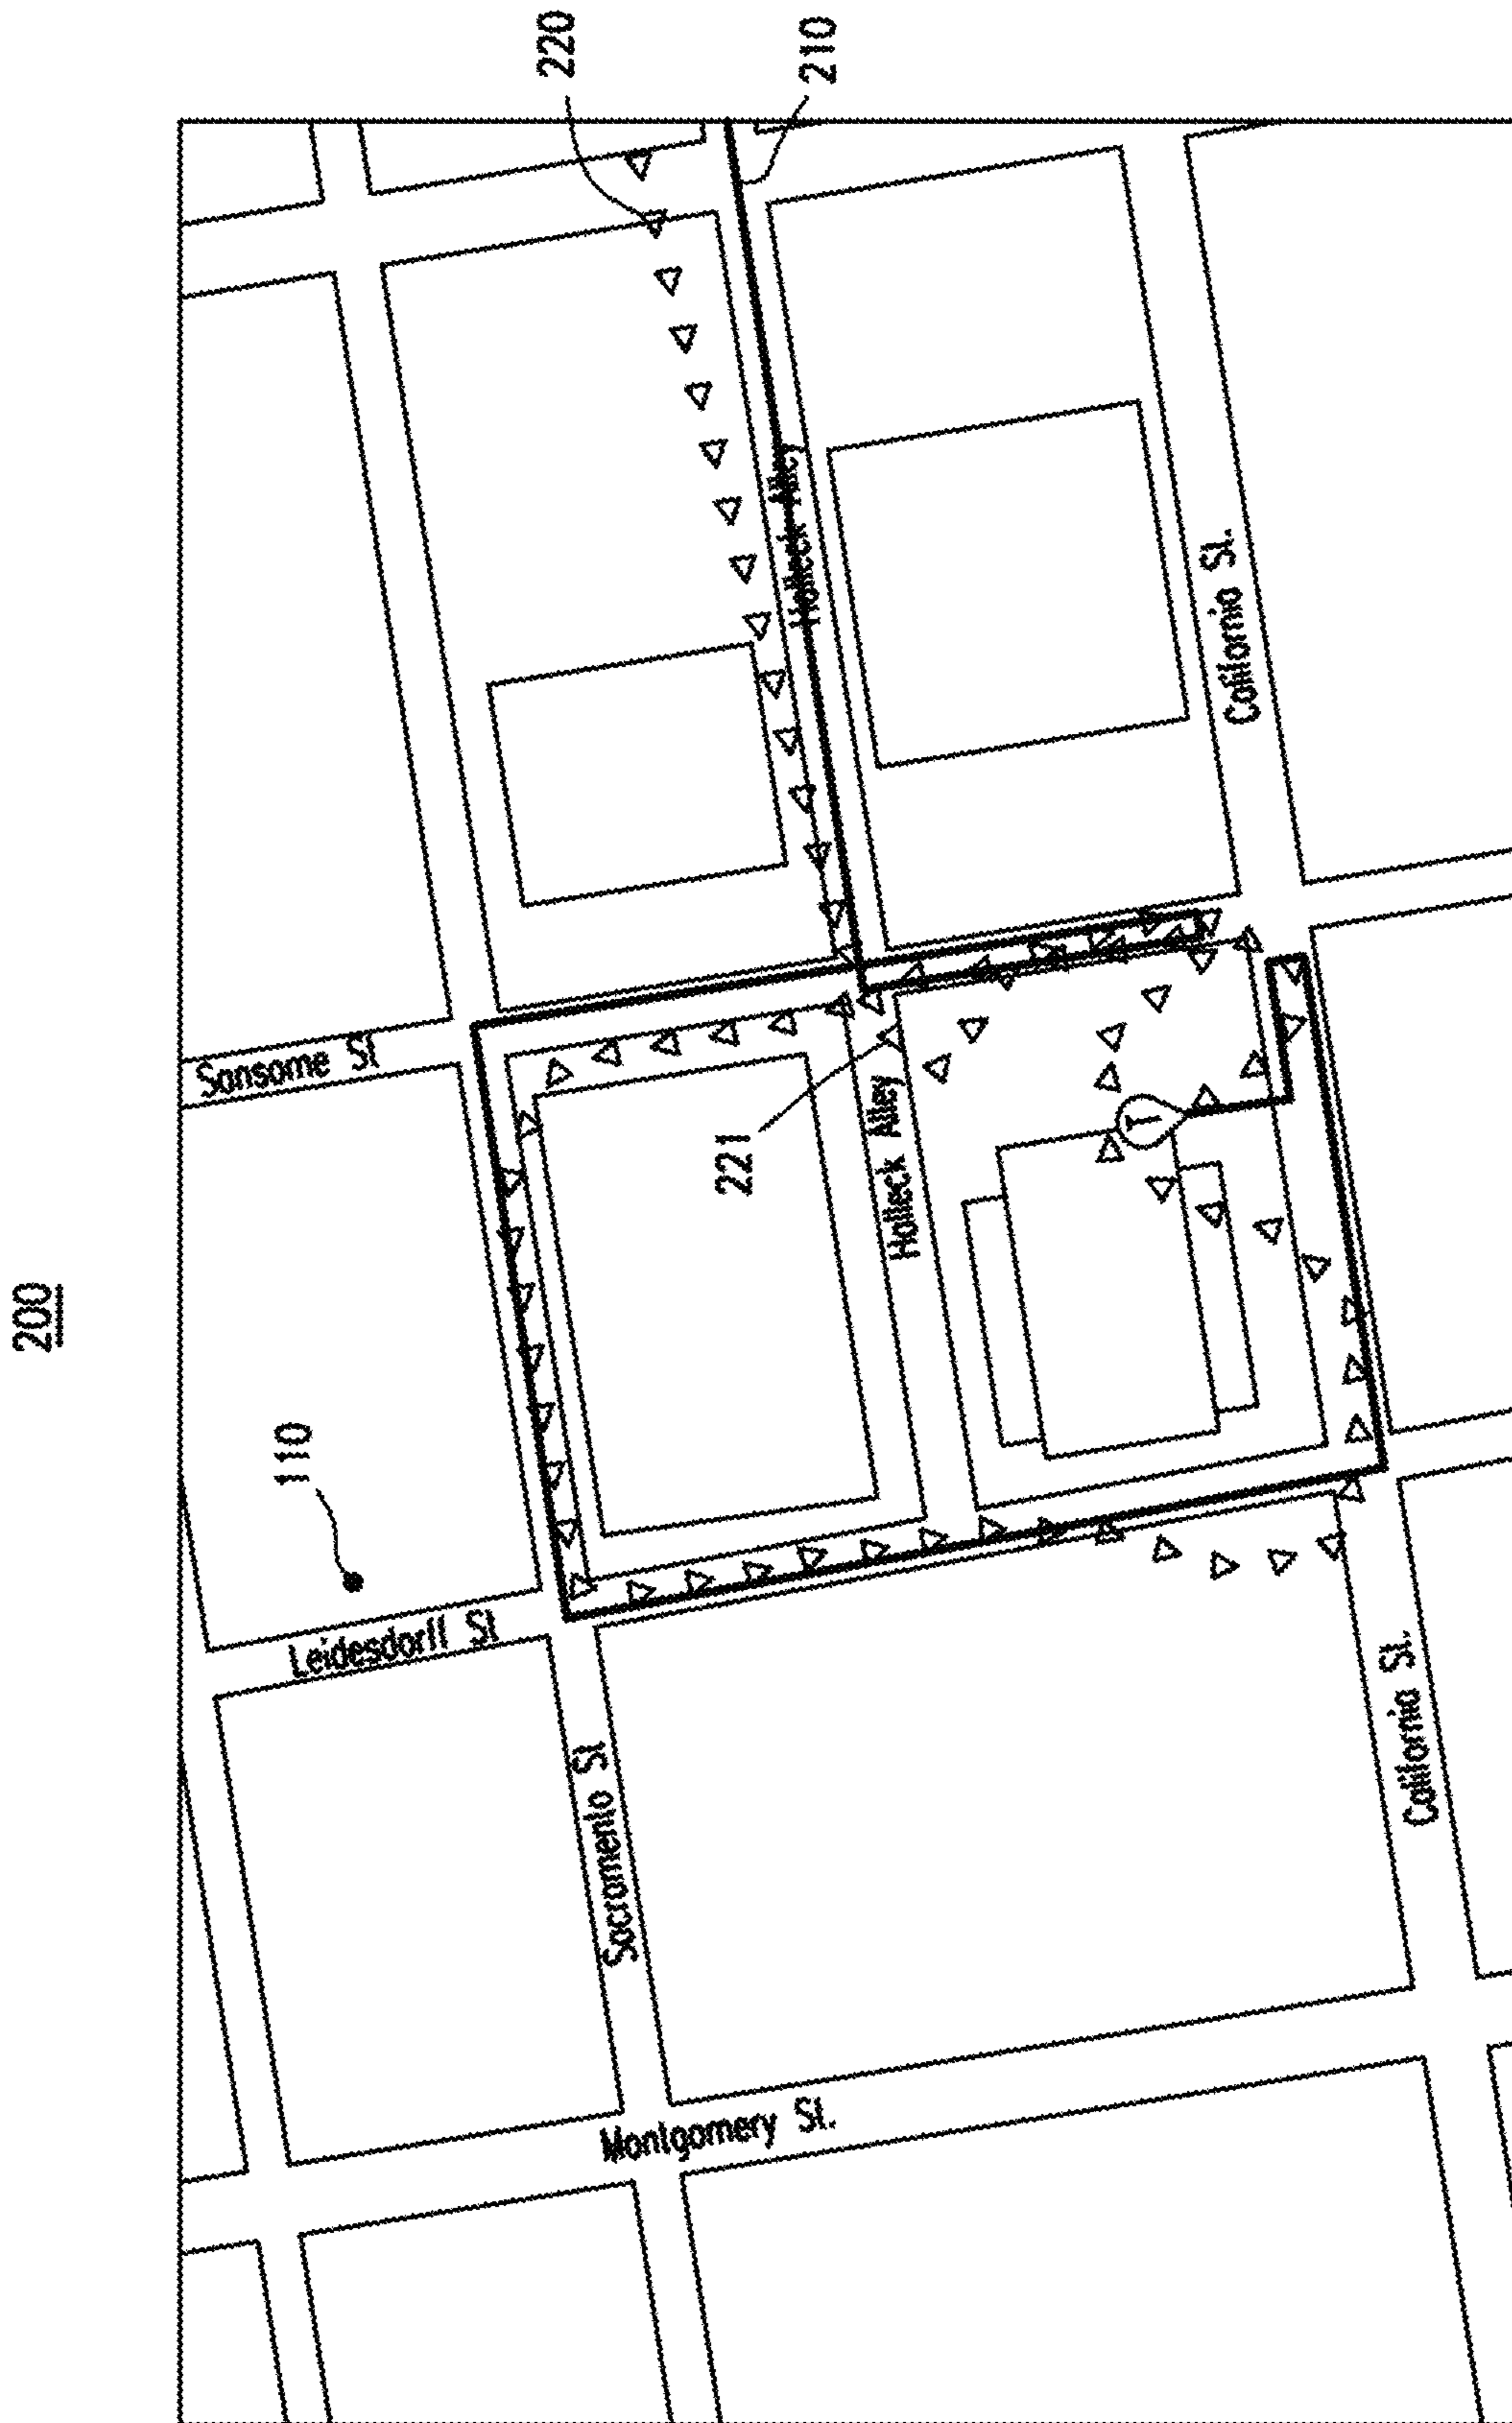 200
110
Sansome St
Leidesdorff St
220
Sacramento St
Montgomery St.
221
Halleck Alley
210
Halleck Alley
T
California St.
California St.